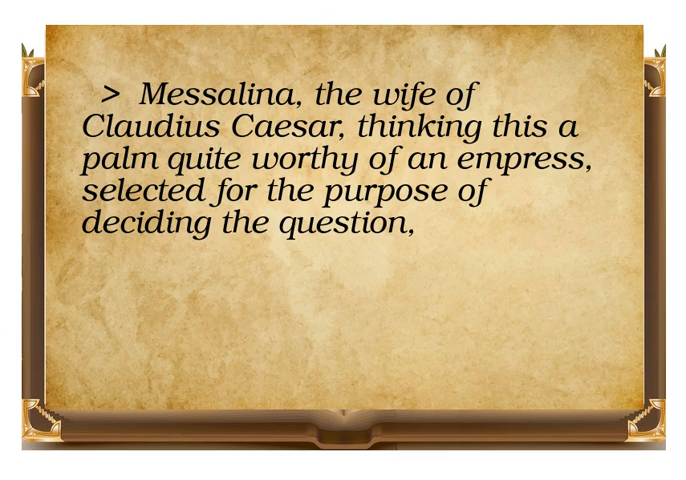 > Messalina, the wife of
Claudius Caesar, thinking this a
palm quite worthy of an empress,
selected for the purpose of
deciding the question,